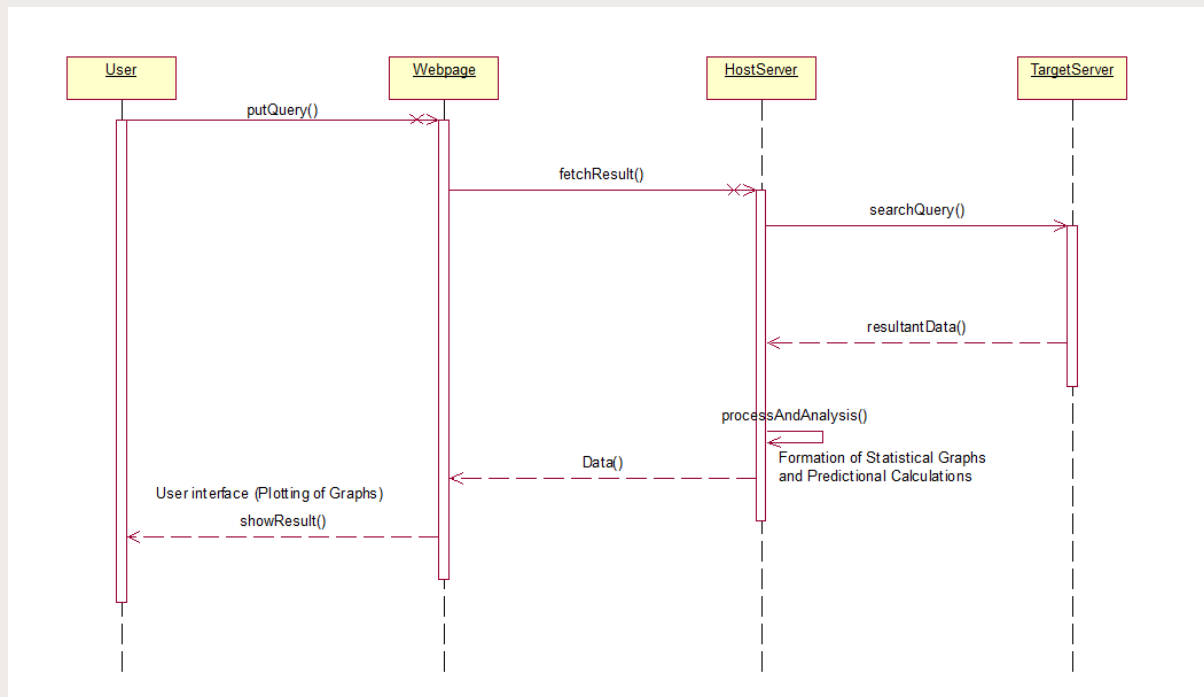 User
Webpage
HostServer
TargetServer
putQuery()
fetchResult()
searchQuery()
resultantData()
processAndAnalysis()
Formation of Statistical Graphs
and Predictional Calculations
Data()
User interface (Plotting of Graphs)
showResult()